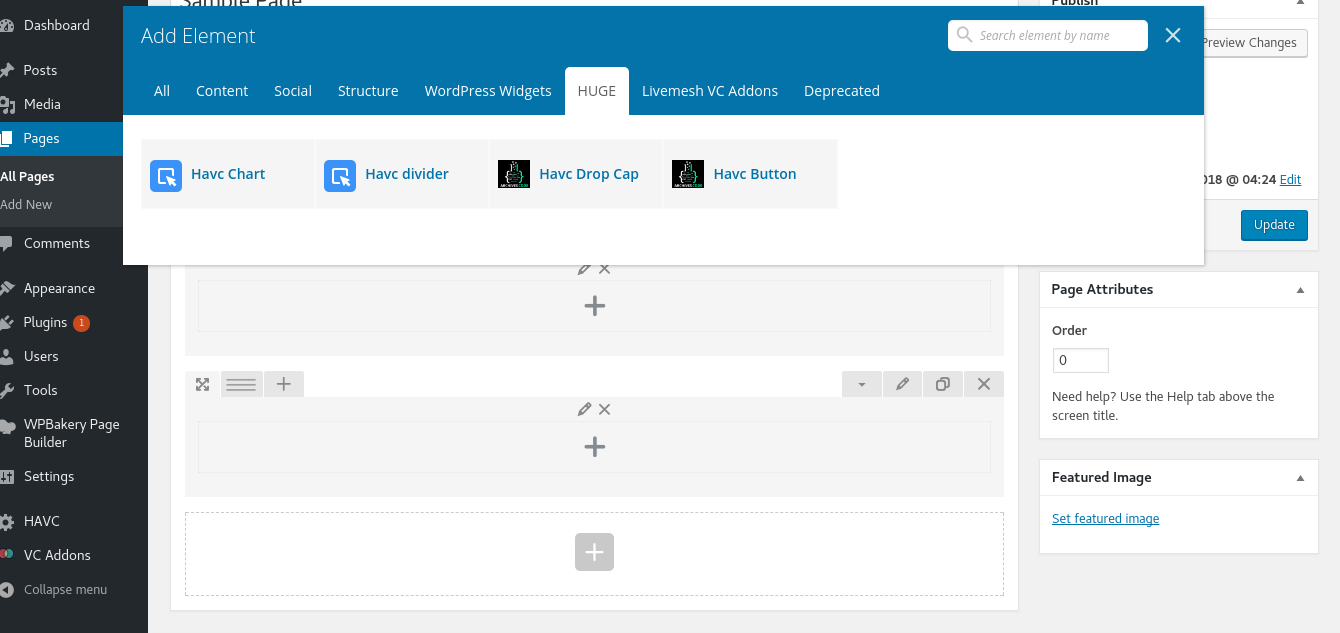 Dashboard
Posts
Media
Pages
All Pages
Add New
Comments
Appearance
Plugins 1
Users
Tools
WPBakery Page
Builder
Settings
HAVC
VC Addons
Collapse menu
Sample Page
Add Element
Search element by name
All Content Social Structure WordPress Widgets HUGE Livemesh VC Addons Deprecated
Havc Chart Havc divider Havc Drop Cap Havc Button
ARCHIVESCODE ARCHIVESCODE
Publish
Preview Changes
018 @ 04:24 Edit
Update
Page Attributes
Order
0
Need help? Use the Help tab above the
screen title.
Featured Image
Set featured image